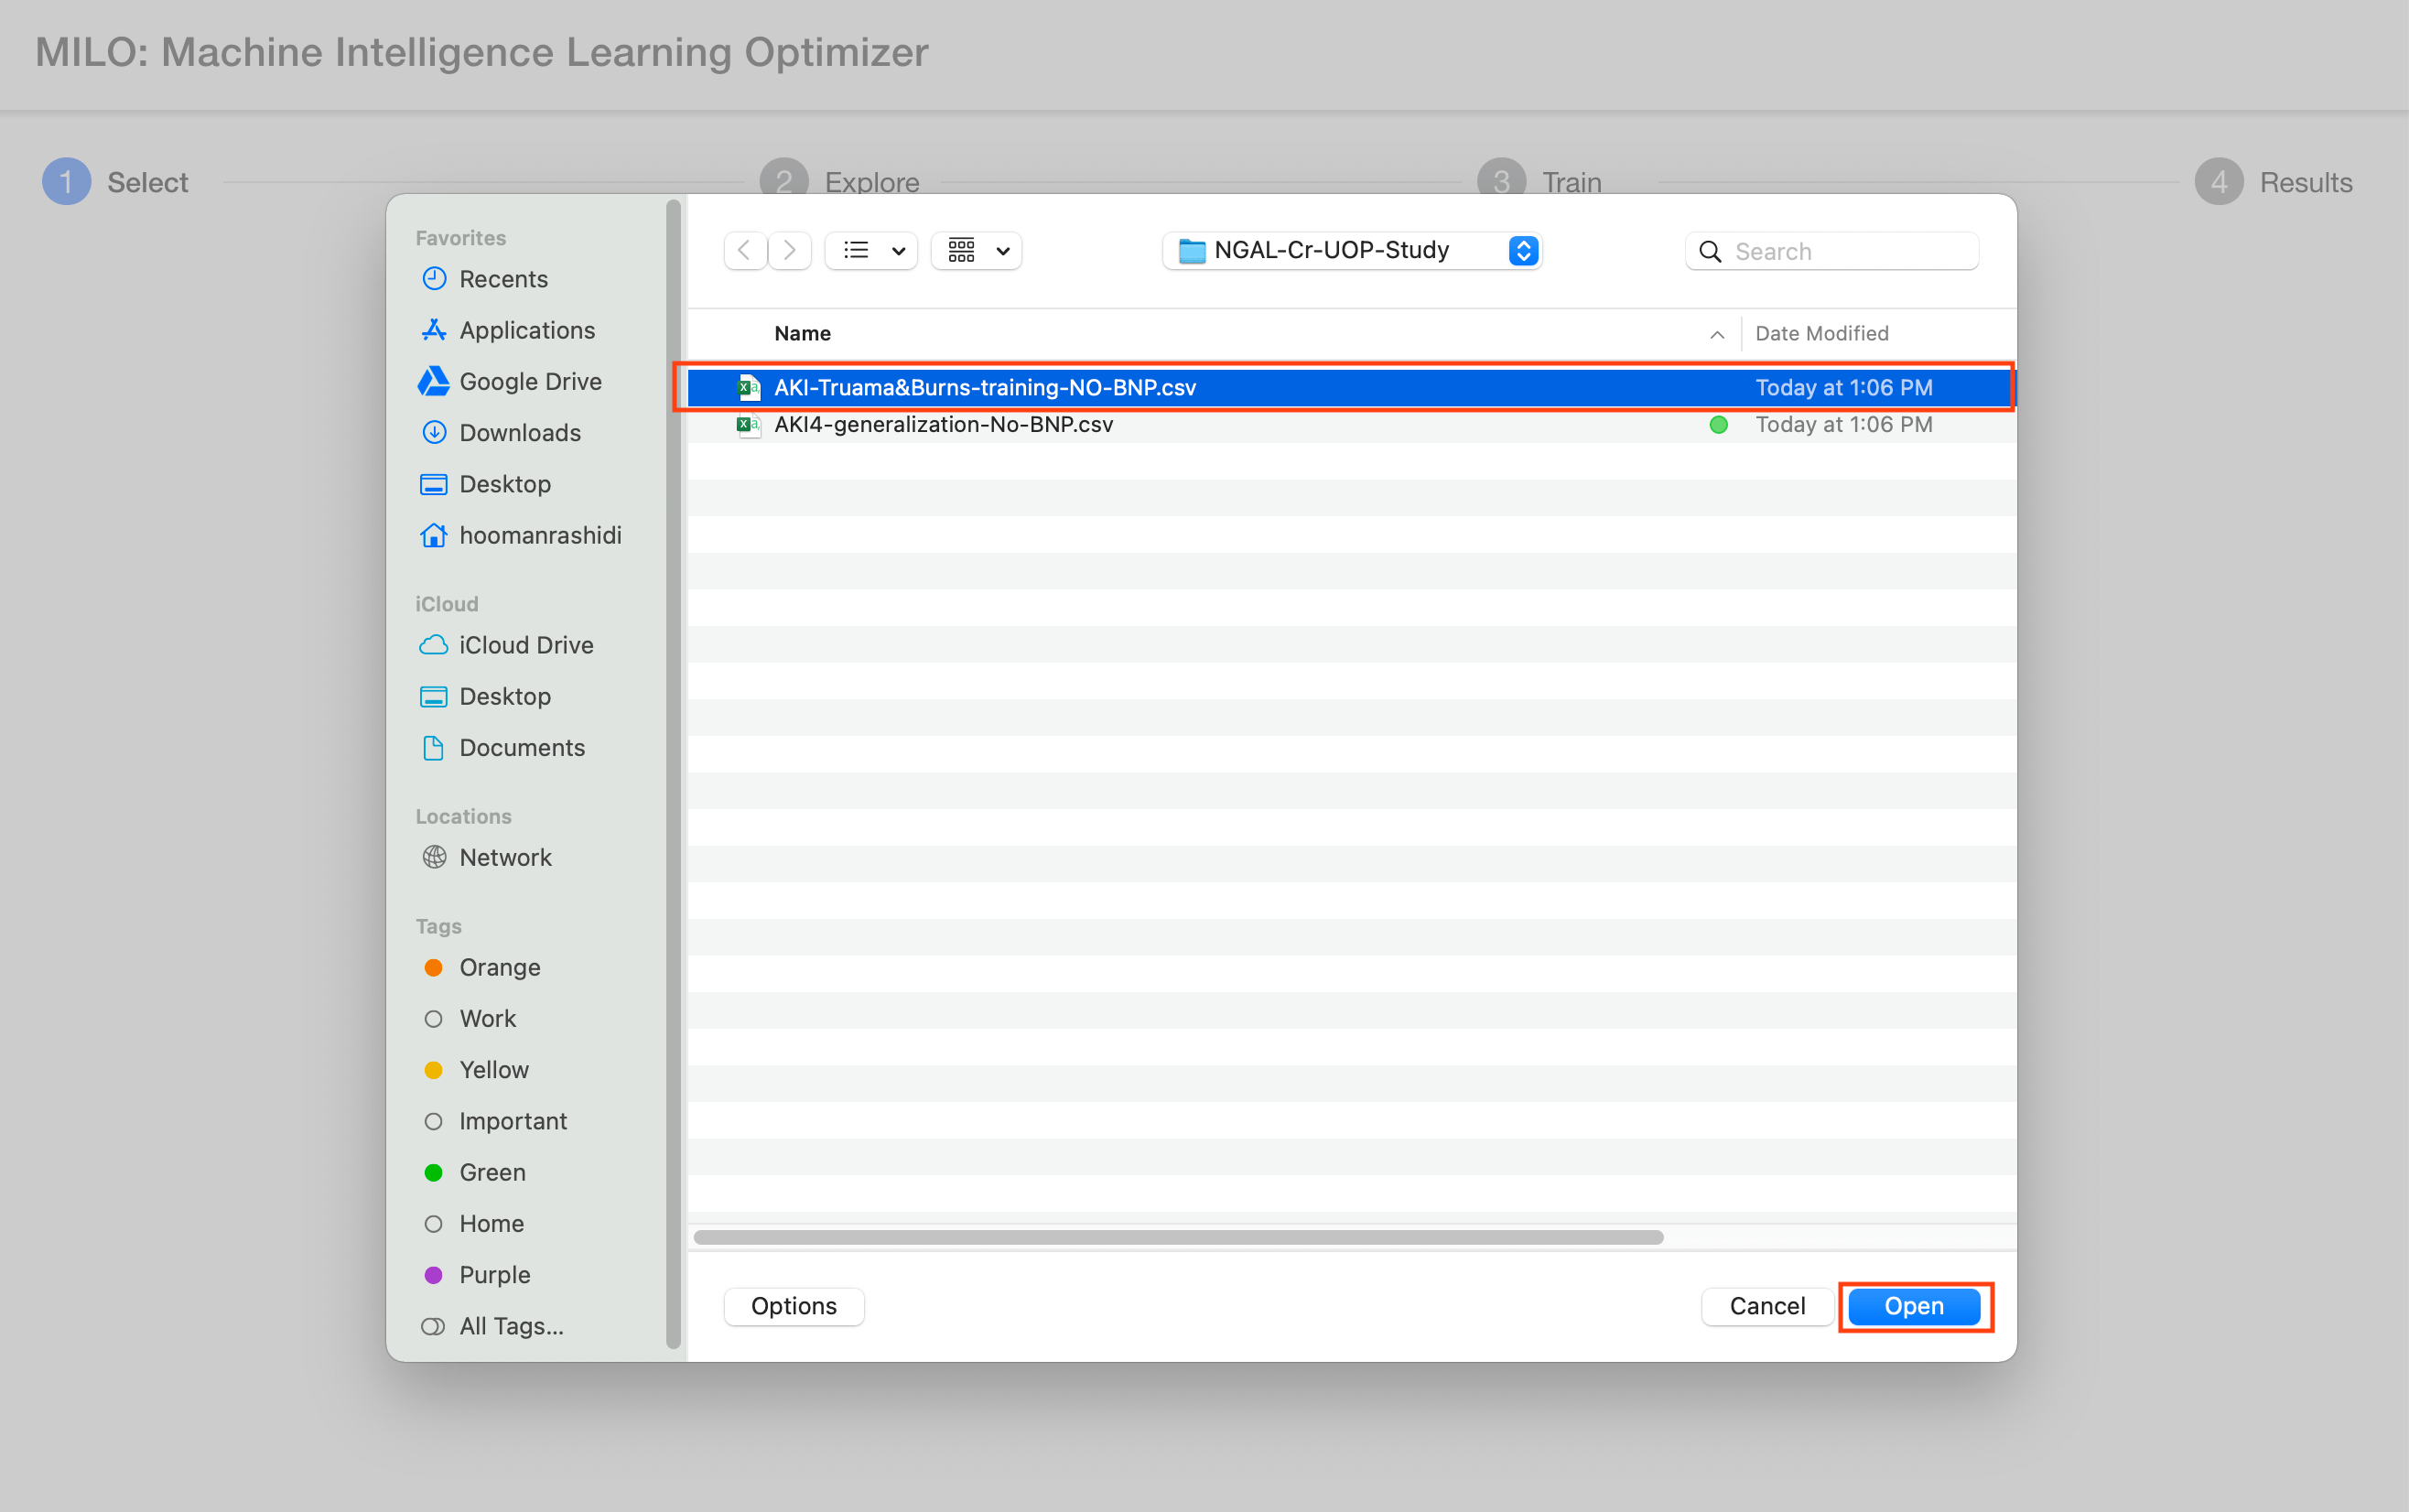 MILO: Machine Intelligence Learning Optimizer
1 Select
2 Explore
3 Train
4 Results
Favorites
Recents
Applications
Google Drive
Downloads
Desktop
hoomanrashidi
iCloud
iCloud Drive
Desktop
Documents
Locations
Network
Tags
Orange
Work
Yellow
Important
Green
Home
Purple
All Tags...
NGAL-Cr-UOP-Study
Search
Name Date Modified
AKI-Truama&Burns-training-NO-BNP.csv Today at 1:06 PM
AKI4-generalization-No-BNP.csv Today at 1:06 PM
Options Cancel Open